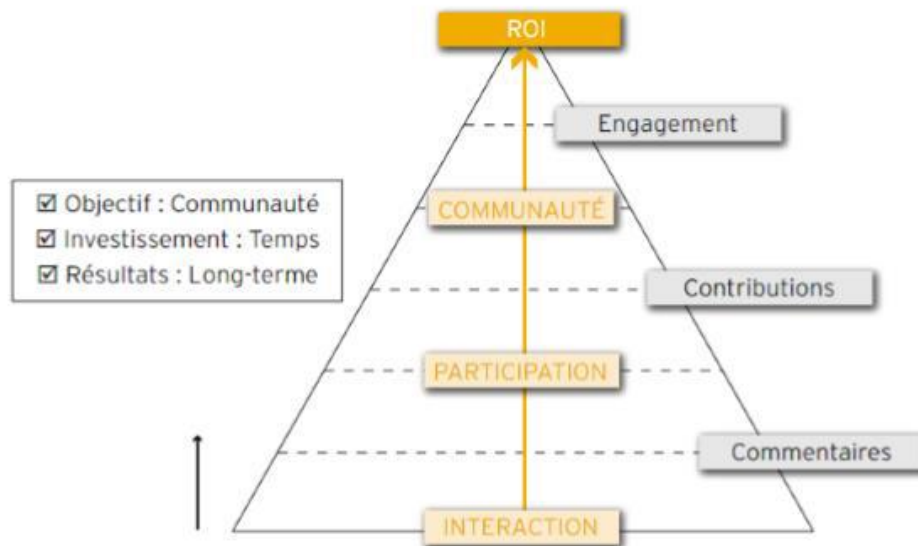 ROI
Engagement
COMMUNAUTÉ
☑ Objectif : Communauté
☑ Investissement : Temps
☑ Résultats : Long-terme
Contributions
PARTICIPATION
Commentaires
INTERACTION